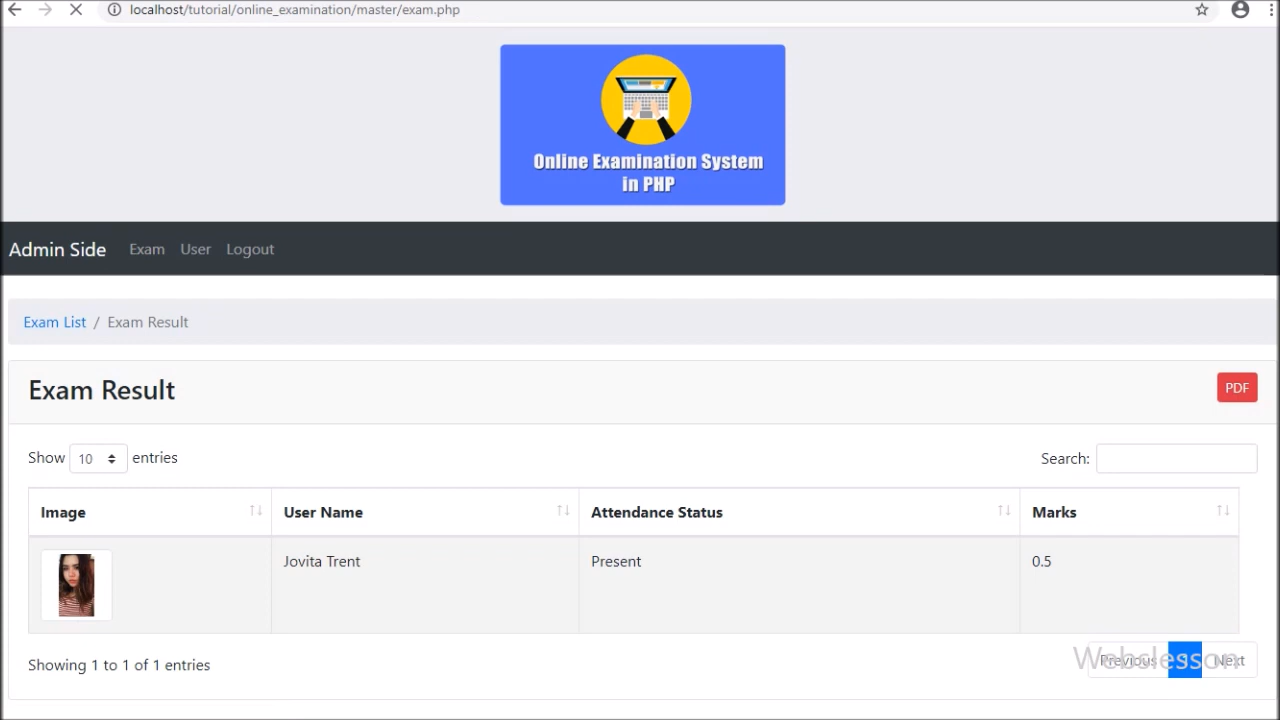 localhost/tutorial/online_examination/master/exam.php
Online Examination System
in PHP
Admin Side Exam User Logout
Exam List / Exam Result
Exam Result PDF
Show 10 entries Search:
Image User Name Attendance Status Marks
Jovita Trent Present 0.5
Showing 1 to 1 of 1 entries Previous Next
Webslesson